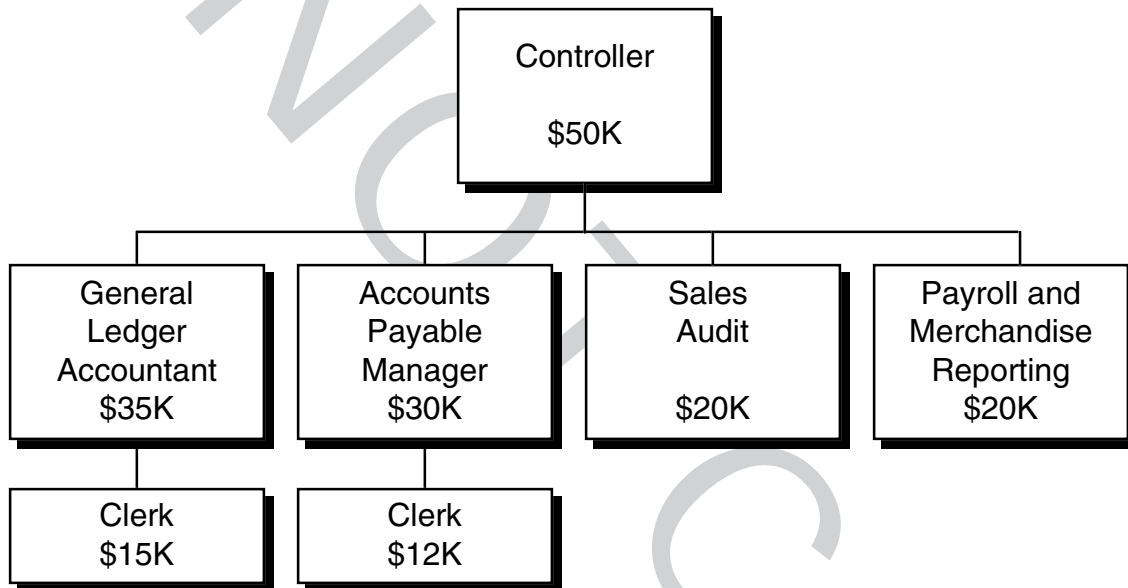 Controller
$50K
General
Ledger
Accountant
$35K
Accounts
Payable
Manager
$30K
Sales
Audit
$20K
Payroll and
Merchandise
Reporting
$20K
Clerk
$15K
Clerk
$12K